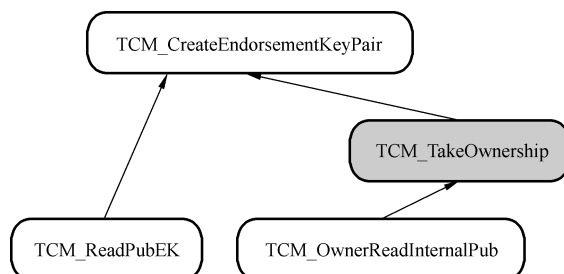 TCM_CreateEndorsementKeyPair
TCM_TakeOwnership
TCM_ReadPubEK
TCM_OwnerReadInternalPub